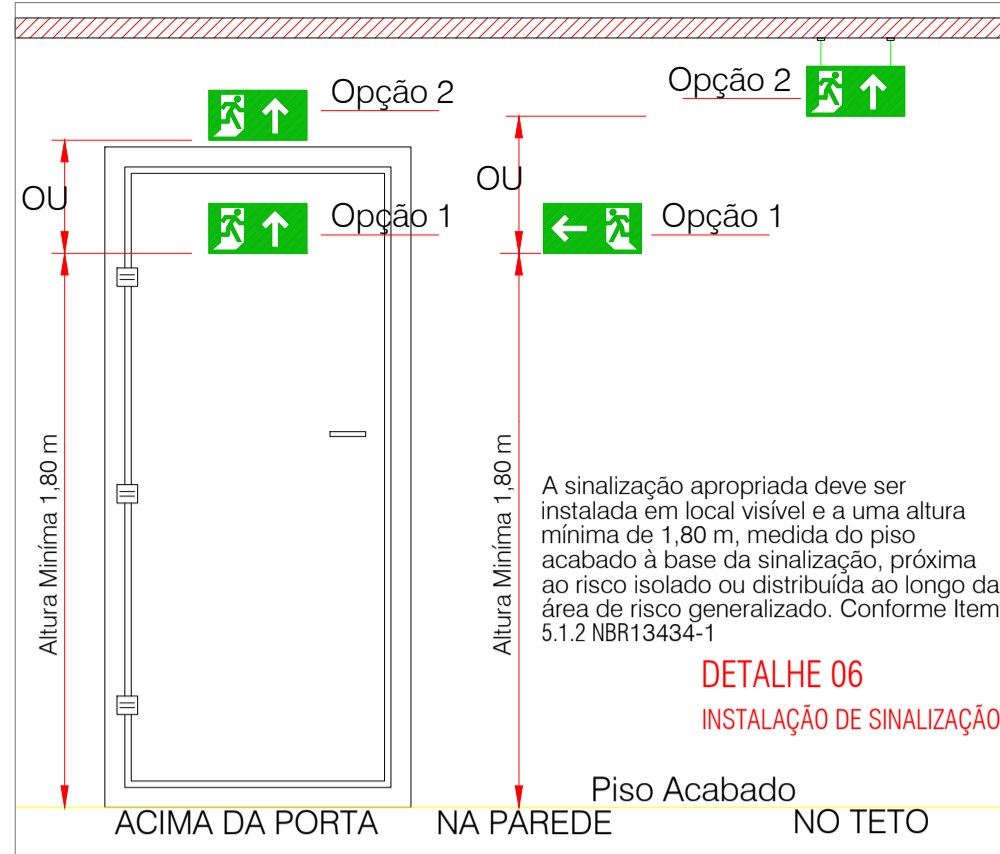 Opção 2
OU
Opção 1
Altura Miníma 1,80 m
Opção 2
OU
Opção 1
Altura Miníma 1,80 m
A sinalização apropriada deve ser
instalada em local visível e a uma altura
mínima de 1,80 m, medida do piso
acabado à base da sinalização, próxima
ao risco isolado ou distribuída ao longo da
área de risco generalizado. Conforme Item
5.1.2 NBR13434-1
DETALHE 06
INSTALAÇÃO DE SINALIZAÇÃO
Piso Acabado
ACIMA DA PORTA
NA PAREDE
NO TETO